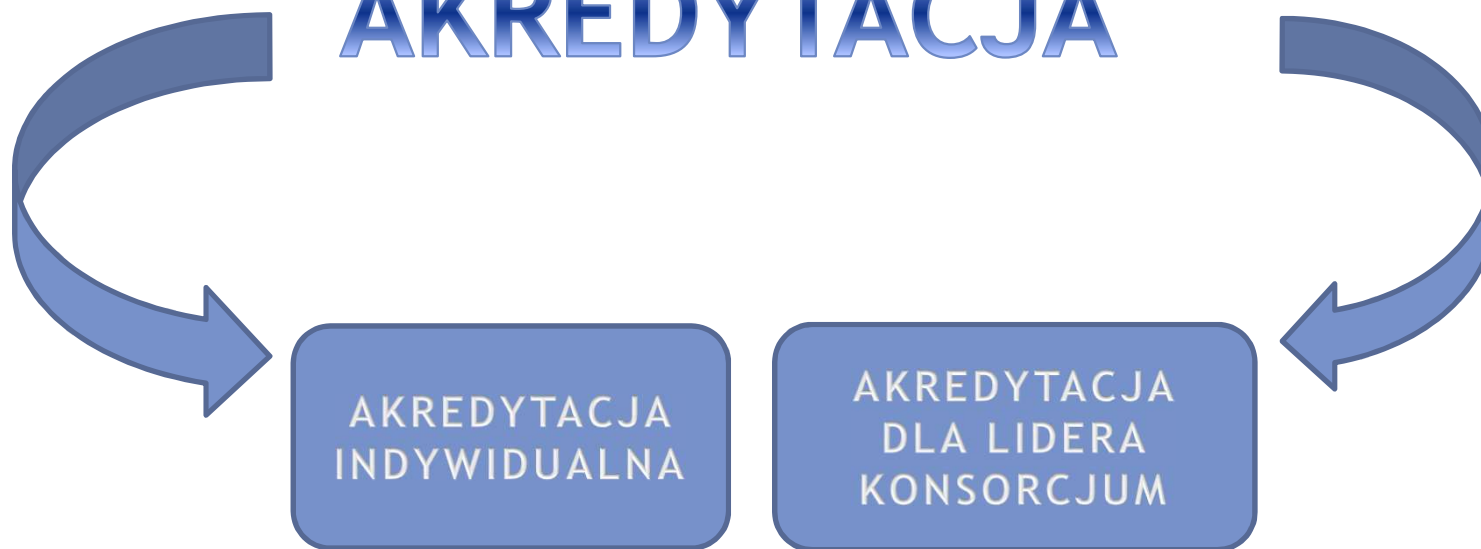 AKREDYTACJA
AKREDYTACJA
INDYWIDUALNA
AKREDYTACJA
DLA LIDERA
KONSORCJUM